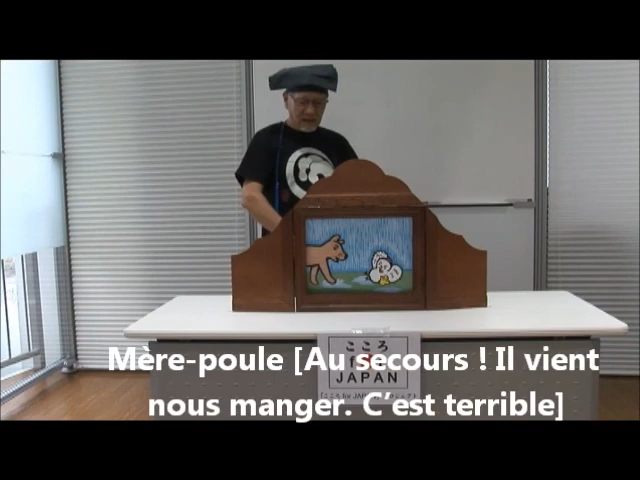 こころ
JAPAN
Mère-poule [Au secours ! Il vient
nous manger. C’est terrible]